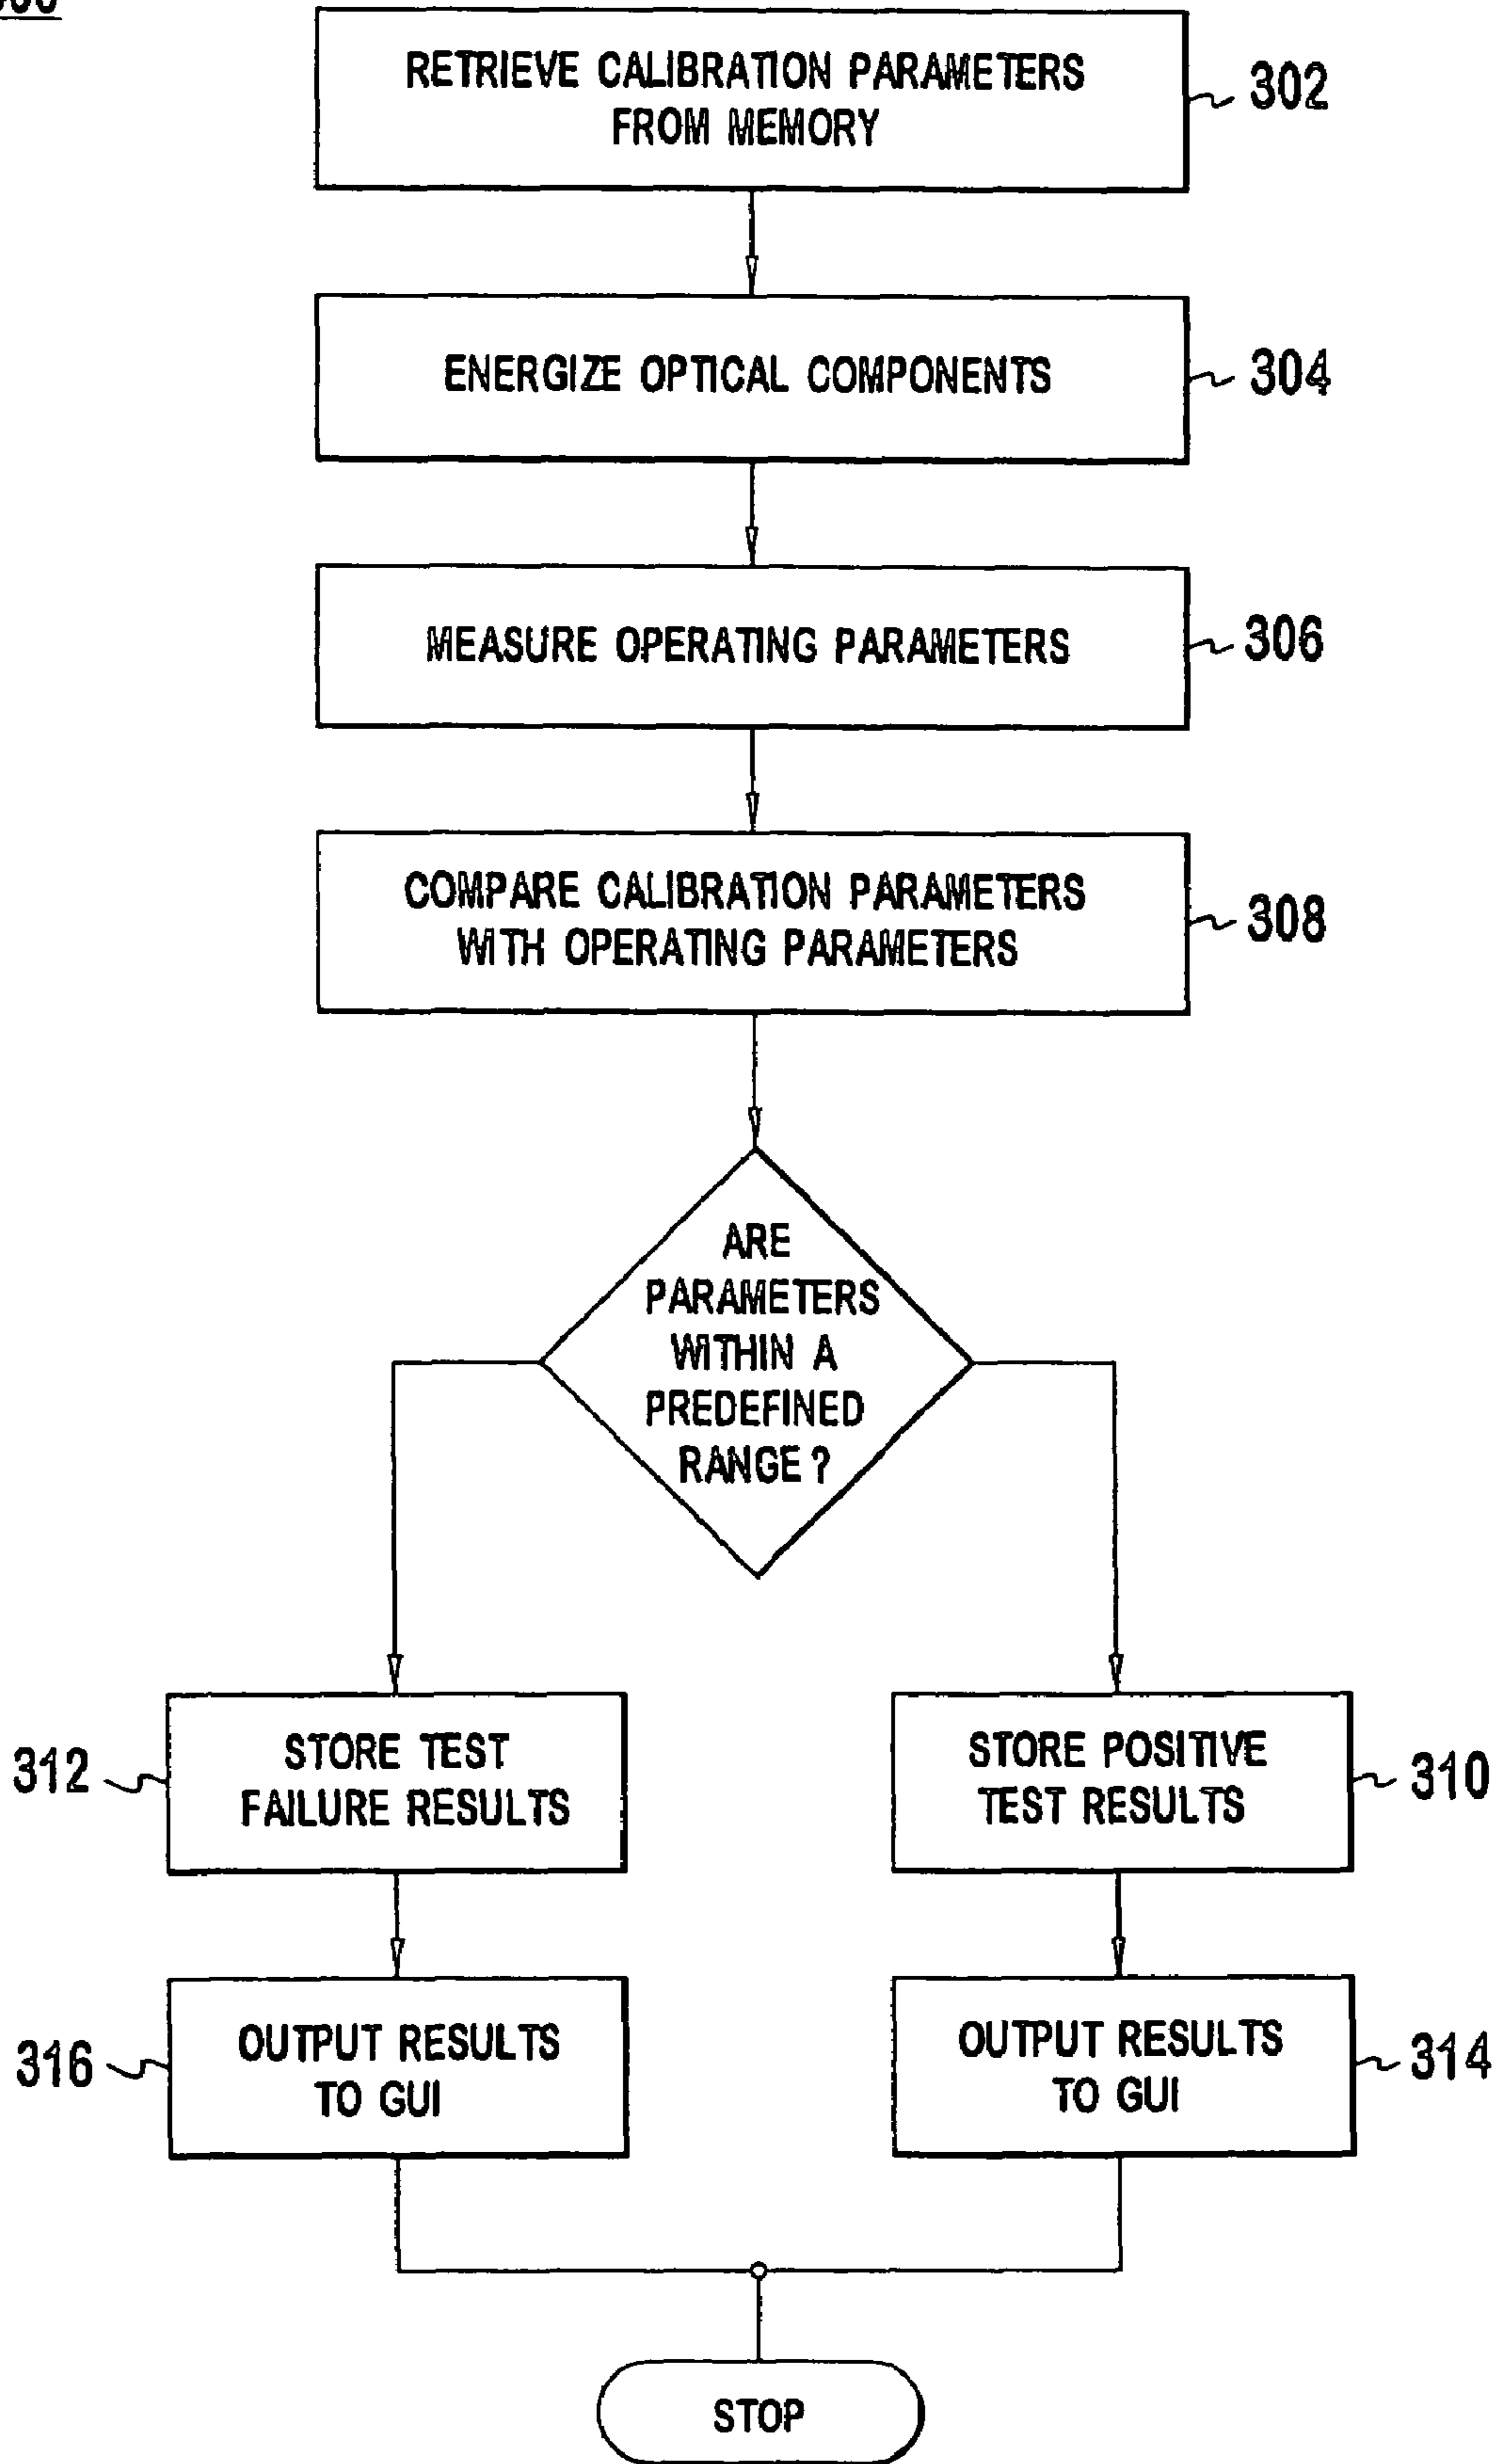 RETRIEVE CALIBRATION PARAMETERS
FROM MEMORY
302
ENERGIZE OPTICAL COMPONENTS
304
MEASURE OPERATING PARAMETERS
306
COMPARE CALIBRATION PARAMETERS
WITH OPERATING PARAMETERS
308
ARE
PARAMETERS
WITHIN A
PREDEFINED
RANGE?
312
STORE TEST
FAILURE RESULTS
STORE POSITIVE
TEST RESULTS
310
316
OUTPUT RESULTS
TO GUI
OUTPUT RESULTS
TO GUI
314
STOP